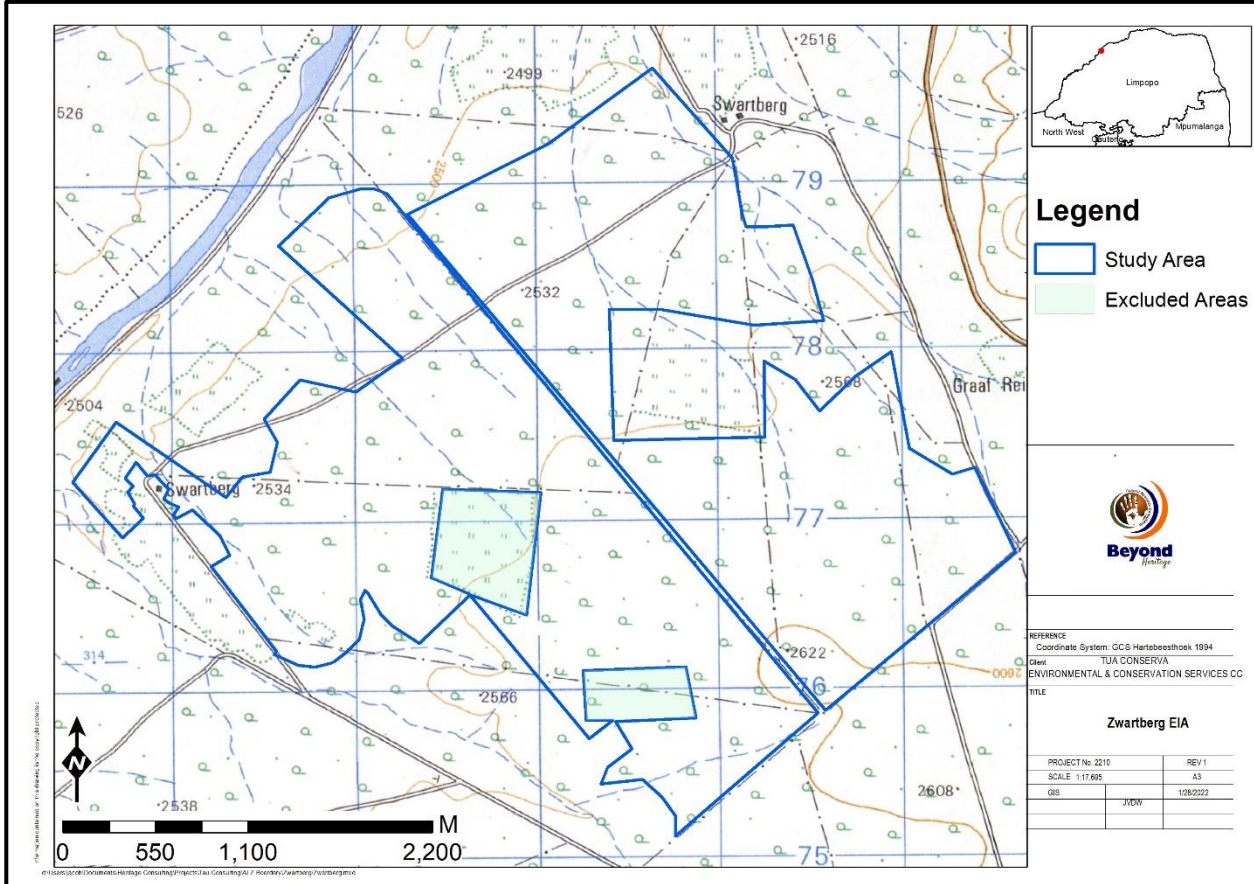 2516
2499
526
Swartberg
2500
79
2532
78
2568
Graaf Rei
2504
Swartberg
2534
77
314
2622
2600
76
2566
2538
2608
75
N
M
0 550 1,100 2,200
Limpopo
North West
Gauteng
Mpumalanga
Legend
Study Area
Excluded Areas
Beyond
Heritage
REFERENCE
Coordinate System: GCS Hartebeesthoek 1994
Client TUA CONSERVA
ENVIRONMENTAL & CONSERVATION SERVICES CC
TITLE
Zwartberg EIA
PROJECT No. 2210 REV 1
SCALE 1:17,695 A3
GIS JVDW 1/28/2022